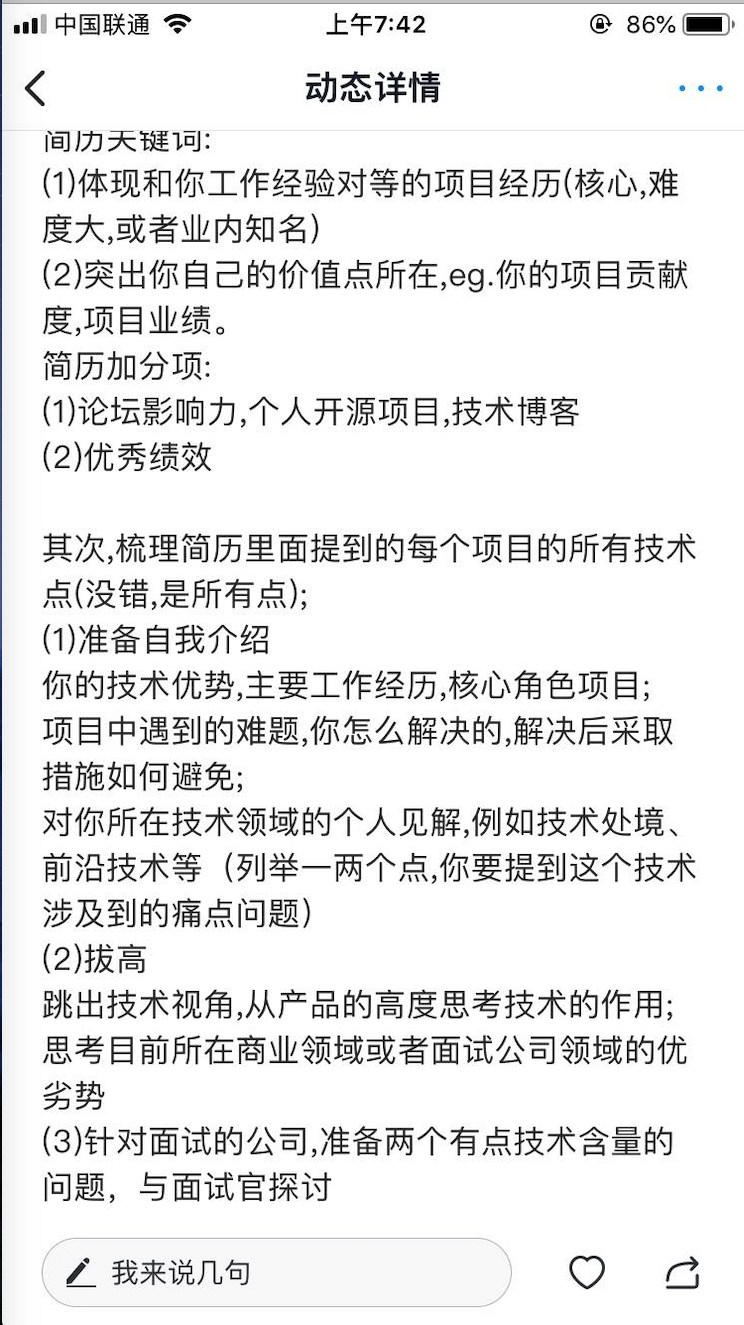 中国联通
上午7:42
86%
动态详情
简历关键词:
(1)体现和你工作经验对等的项目经历(核心,难
度大,或者业内知名)
(2)突出你自己的价值点所在,eg.你的项目贡献
度,项目业绩。
简历加分项:
(1)论坛影响力,个人开源项目,技术博客
(2)优秀绩效
其次,梳理简历里面提到的每个项目的所有技术
点(没错,是所有点);
(1)准备自我介绍
你的技术优势,主要工作经历,核心角色项目;
项目中遇到的难题,你怎么解决的,解决后采取
措施如何避免;
对你所在技术领域的个人见解,例如技术处境、
前沿技术等（列举一两个点,你要提到这个技术
涉及到的痛点问题）
(2)拔高
跳出技术视角,从产品的高度思考技术的作用;
思考目前所在商业领域或者面试公司领域的优
劣势
(3)针对面试的公司,准备两个有点技术含量的
问题，与面试官探讨
我来说几句